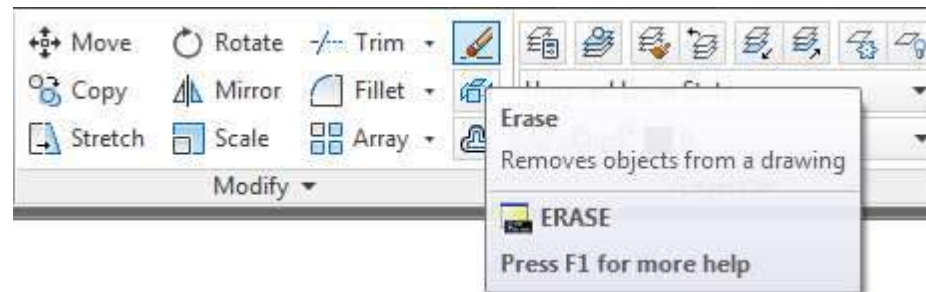 Move Rotate Trim
Copy Mirror Fillet
Stretch Scale Array
Modify
Erase
Removes objects from a drawing
ERASE
Press F1 for more help